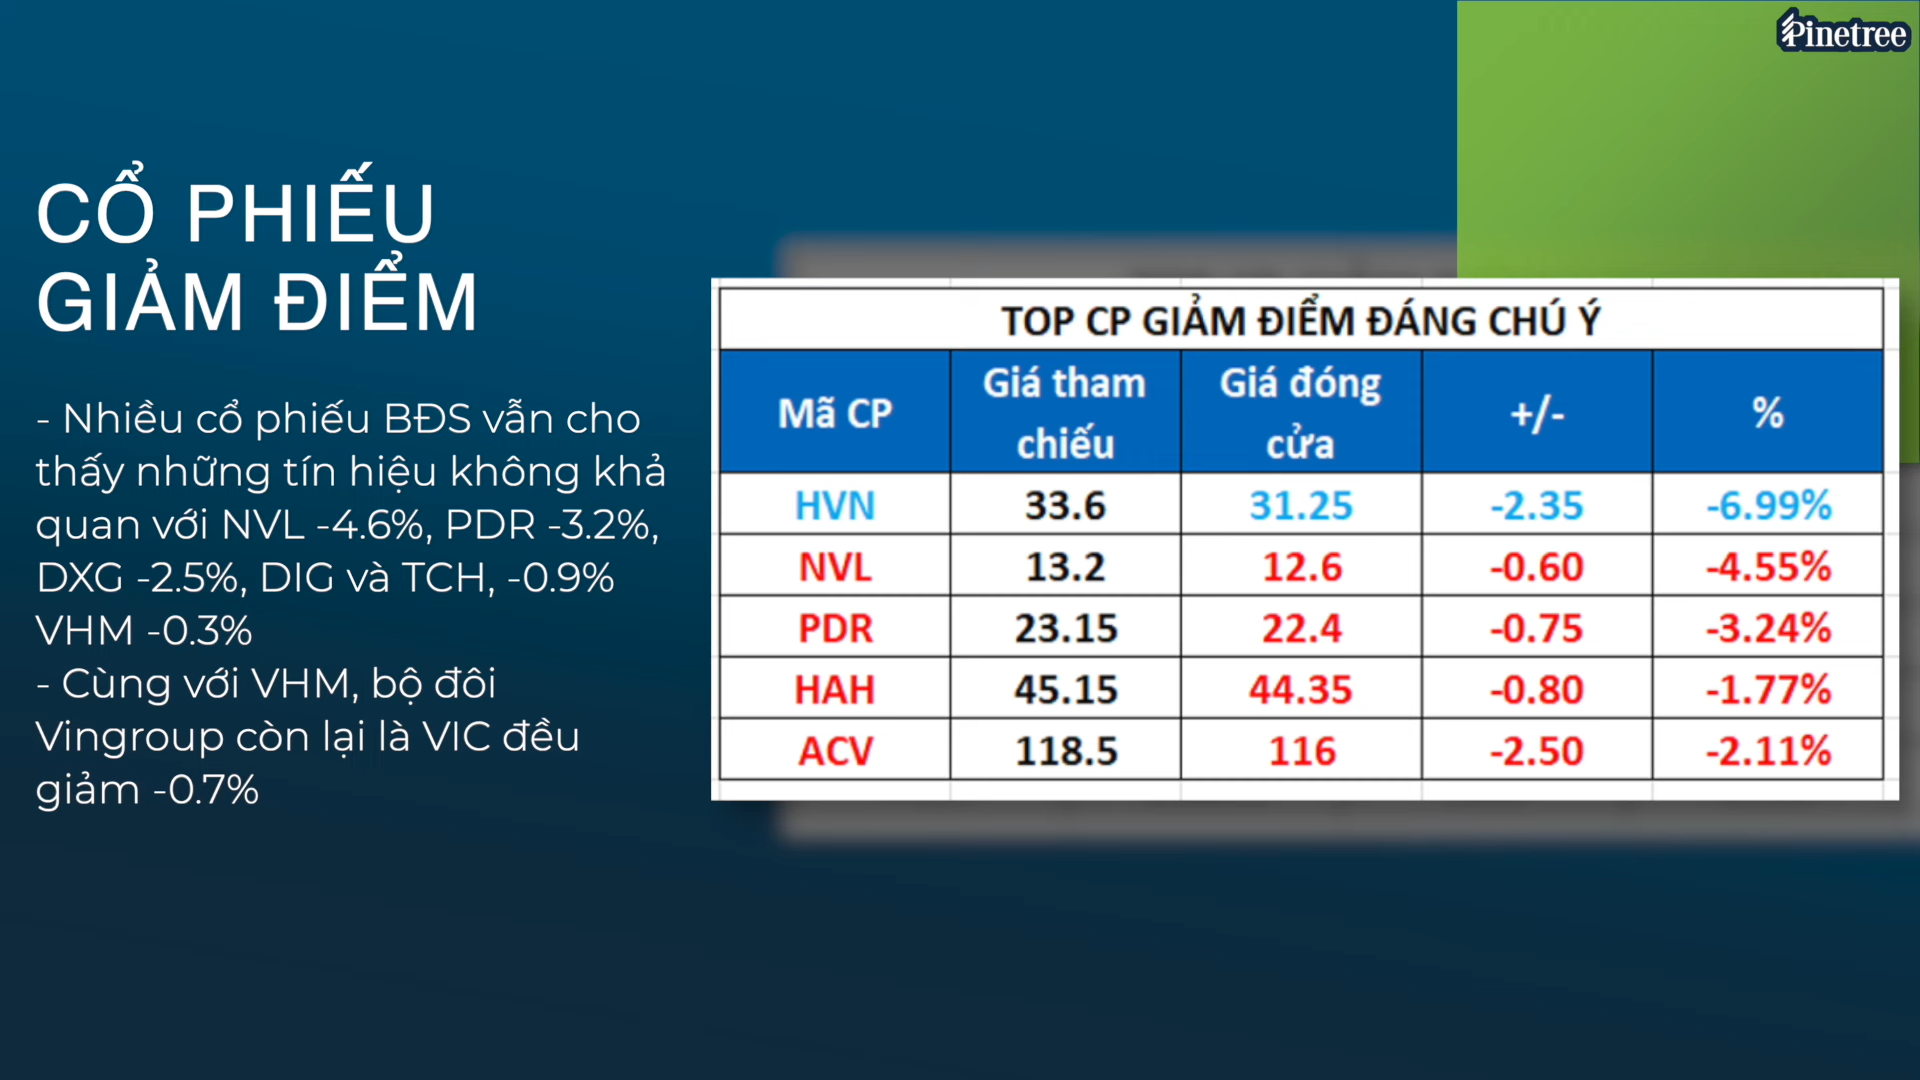 Pinetree
CỔ PHIẾU
GIẢM ĐIỂM
- Nhiều cổ phiếu BĐS vẫn cho
thấy những tín hiệu không khả
quan với NVL -4.6%, PDR -3.2%,
DXG -2.5%, DIG và TCH, -0.9%
VHM -0.3%
- Cùng với VHM, bộ đôi
Vingroup còn lại là VIC đều
giảm -0.7%
TOP CP GIẢM ĐIỂM ĐÁNG CHÚ Ý
Mã CP Giá tham chiếu Giá đóng cửa +/- %
HVN 33.6 31.25 -2.35 -6.99%
NVL 13.2 12.6 -0.60 -4.55%
PDR 23.15 22.4 -0.75 -3.24%
HAH 45.15 44.35 -0.80 -1.77%
ACV 118.5 116 -2.50 -2.11%